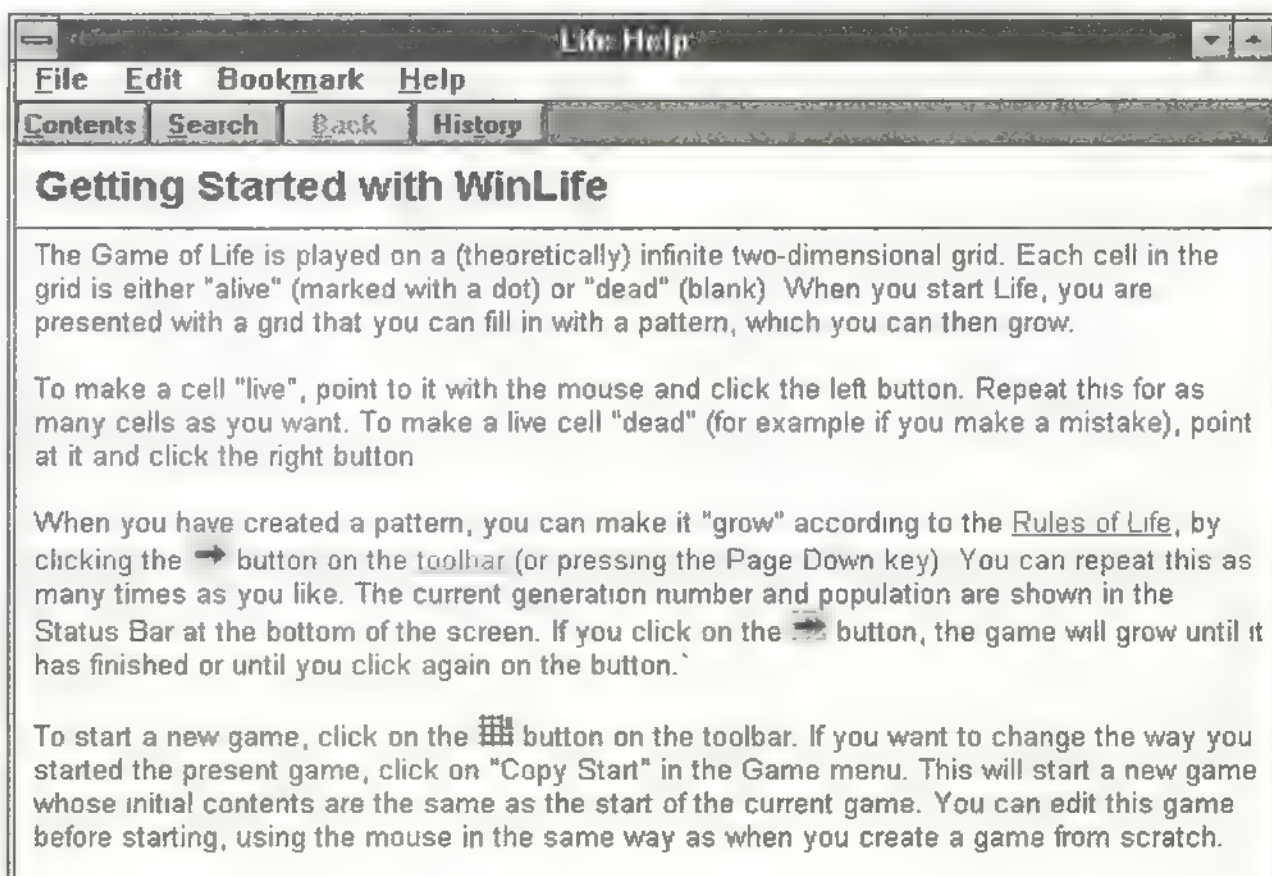 Life Help
File Edit Bookmark Help
Contents Search Back History
Getting Started with WinLife
The Game of Life is played on a (theoretically) infinite two-dimensional grid. Each cell in the
grid is either "alive" (marked with a dot) or "dead" (blank) When you start Life, you are
presented with a grid that you can fill in with a pattern, which you can then grow.
To make a cell "live", point to it with the mouse and click the left button. Repeat this for as
many cells as you want. To make a live cell "dead" (for example if you make a mistake), point
at it and click the right button
When you have created a pattern, you can make it "grow" according to the Rules of Life, by
clicking the button on the toolbar (or pressing the Page Down key) You can repeat this as
many times as you like. The current generation number and population are shown in the
Status Bar at the bottom of the screen. If you click on the button, the game will grow until it
has finished or until you click again on the button.`
To start a new game, click on the button on the toolbar. If you want to change the way you
started the present game, click on "Copy Start" in the Game menu. This will start a new game
whose initial contents are the same as the start of the current game. You can edit this game
before starting, using the mouse in the same way as when you create a game from scratch.